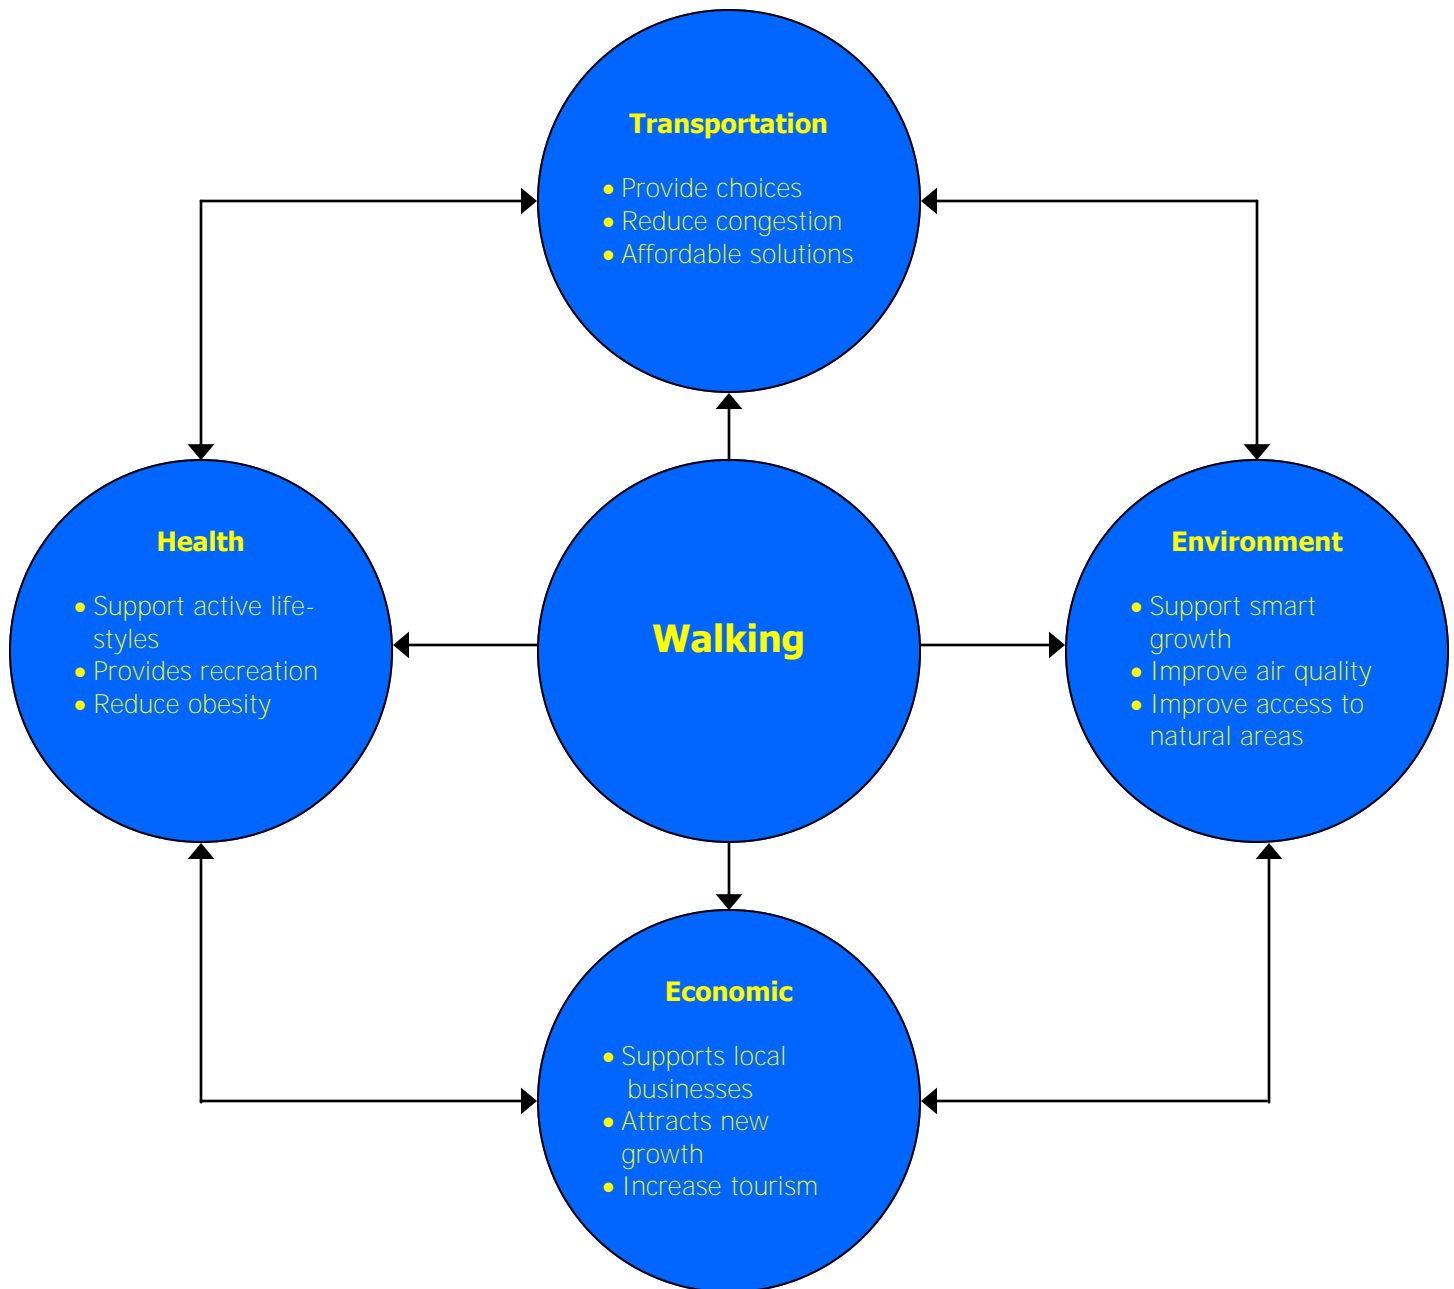 Transportation
• Provide choices
• Reduce congestion
• Affordable solutions
Health
• Support active life-
styles
• Provides recreation
• Reduce obesity
Walking
Environment
• Support smart
growth
• Improve air quality
• Improve access to
natural areas
Economic
• Supports local
businesses
• Attracts new
growth
• Increase tourism